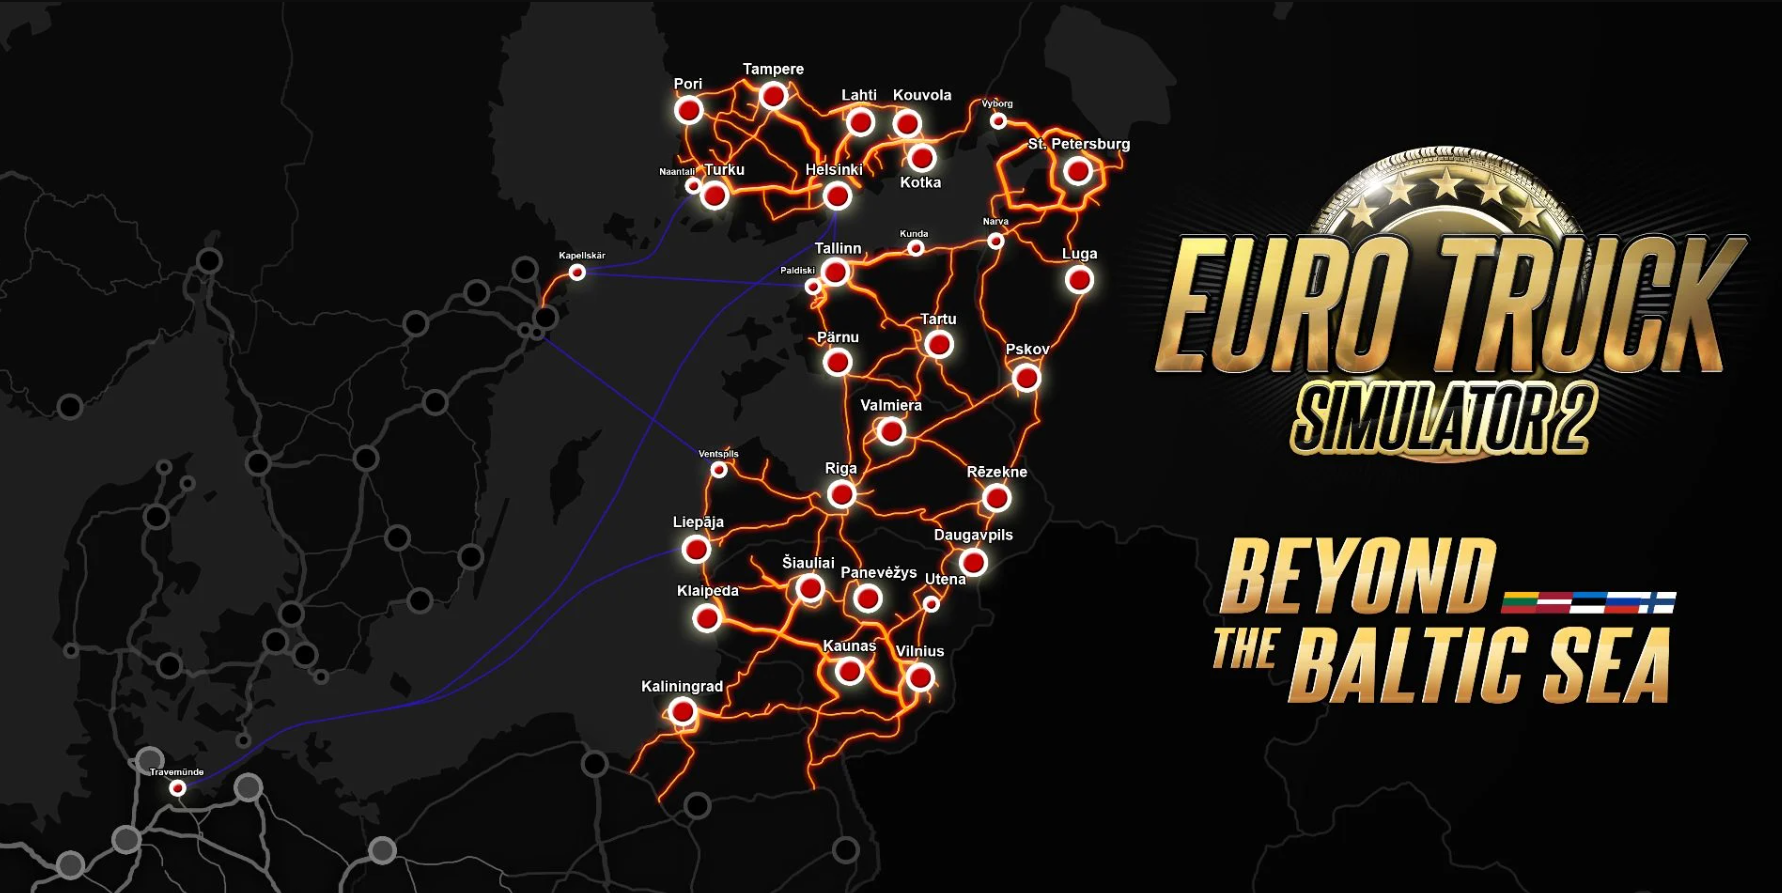 Tampere
Pori
Lahti
Kouvola
Vyborg
St. Petersburg
Naantali
Turku
Helsinki
Kotka
Narva
Kunda
Tallinn
Luga
Kapellskär
Paldiski
Tartu
Pärnu
Pskov
Valmiera
Ventspils
Riga
Rēzekne
Liepāja
Daugavpils
Šiauliai
Panevėžys
Utena
Klaipeda
Kaunas
Vilnius
Kaliningrad
Travemünde
EURO TRUCK
SIMULATOR 2
BEYOND
THE BALTIC SEA